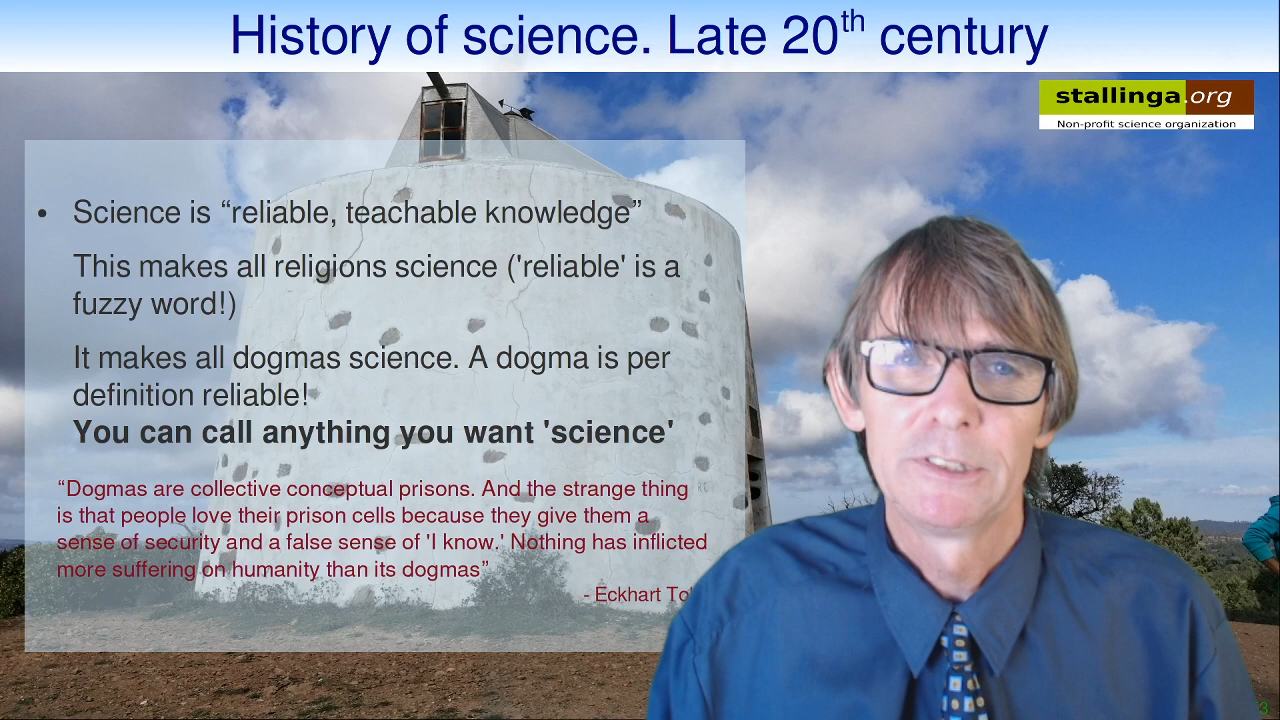 History of science. Late 20th century
stallinga.org
Non-profit science organization
• Science is “reliable, teachable knowledge”
This makes all religions science ('reliable' is a
fuzzy word!)
It makes all dogmas science. A dogma is per
definition reliable!
You can call anything you want 'science'
“Dogmas are collective conceptual prisons. And the strange thing
is that people love their prison cells because they give them a
sense of security and a false sense of 'I know.' Nothing has inflicted
more suffering on humanity than its dogmas”
- Eckhart
3